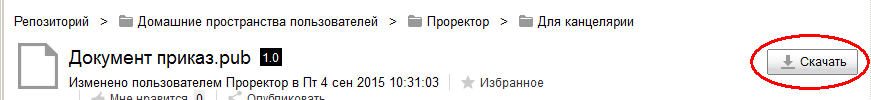 Репозиторий > Домашние пространства пользователей > Проректор > Для канцелярии
Документ приказ.pub 1.0
Скачать
Изменено пользователем Проректор в Пт 4 сен 2015 10:31:03 Избранное
Мне нравится 0 Опубликовать